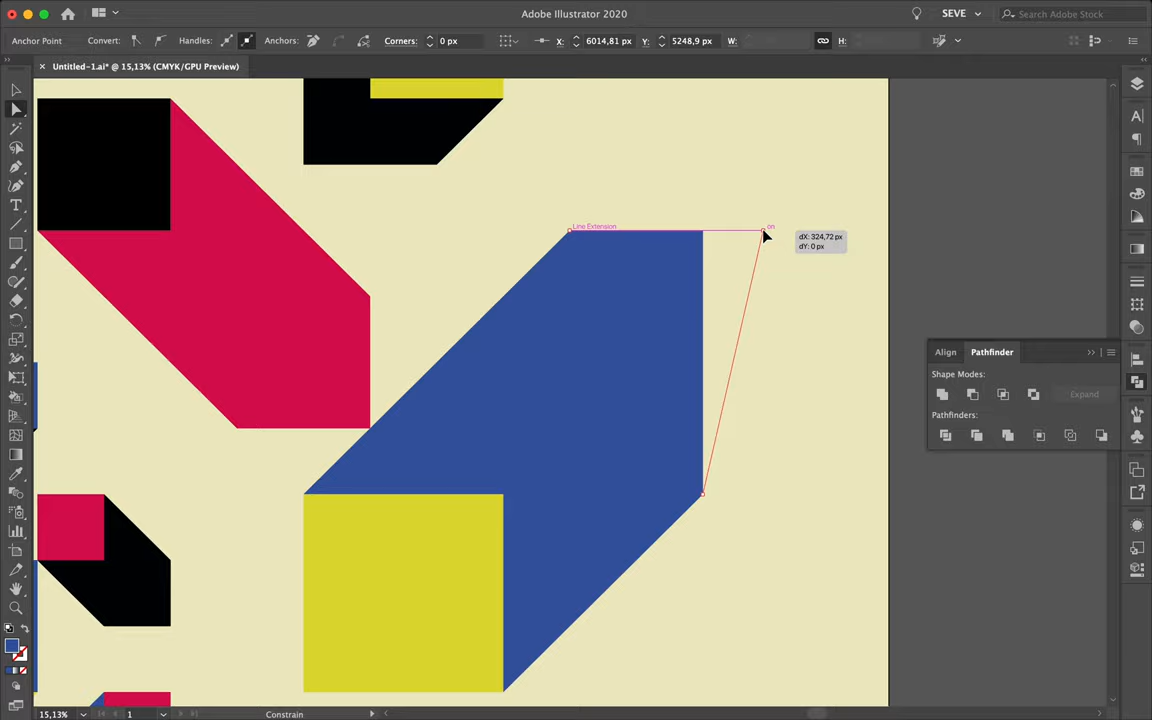 Adobe Illustrator 2020
SEVE
Search Adobe Stock
Anchor Point
Convert:
Handles:
Anchors:
Corners:
0 px
X:
6014,81 px
Y:
5248,9 px
W:
H:
Untitled-1.ai* @ 15,13% (CMYK/GPU Preview)
Line Extension
on
dX: 324,72 px
dY: 0 px
Align
Pathfinder
Shape Modes:
Expand
Pathfinders:
15,13%
1
Constrain